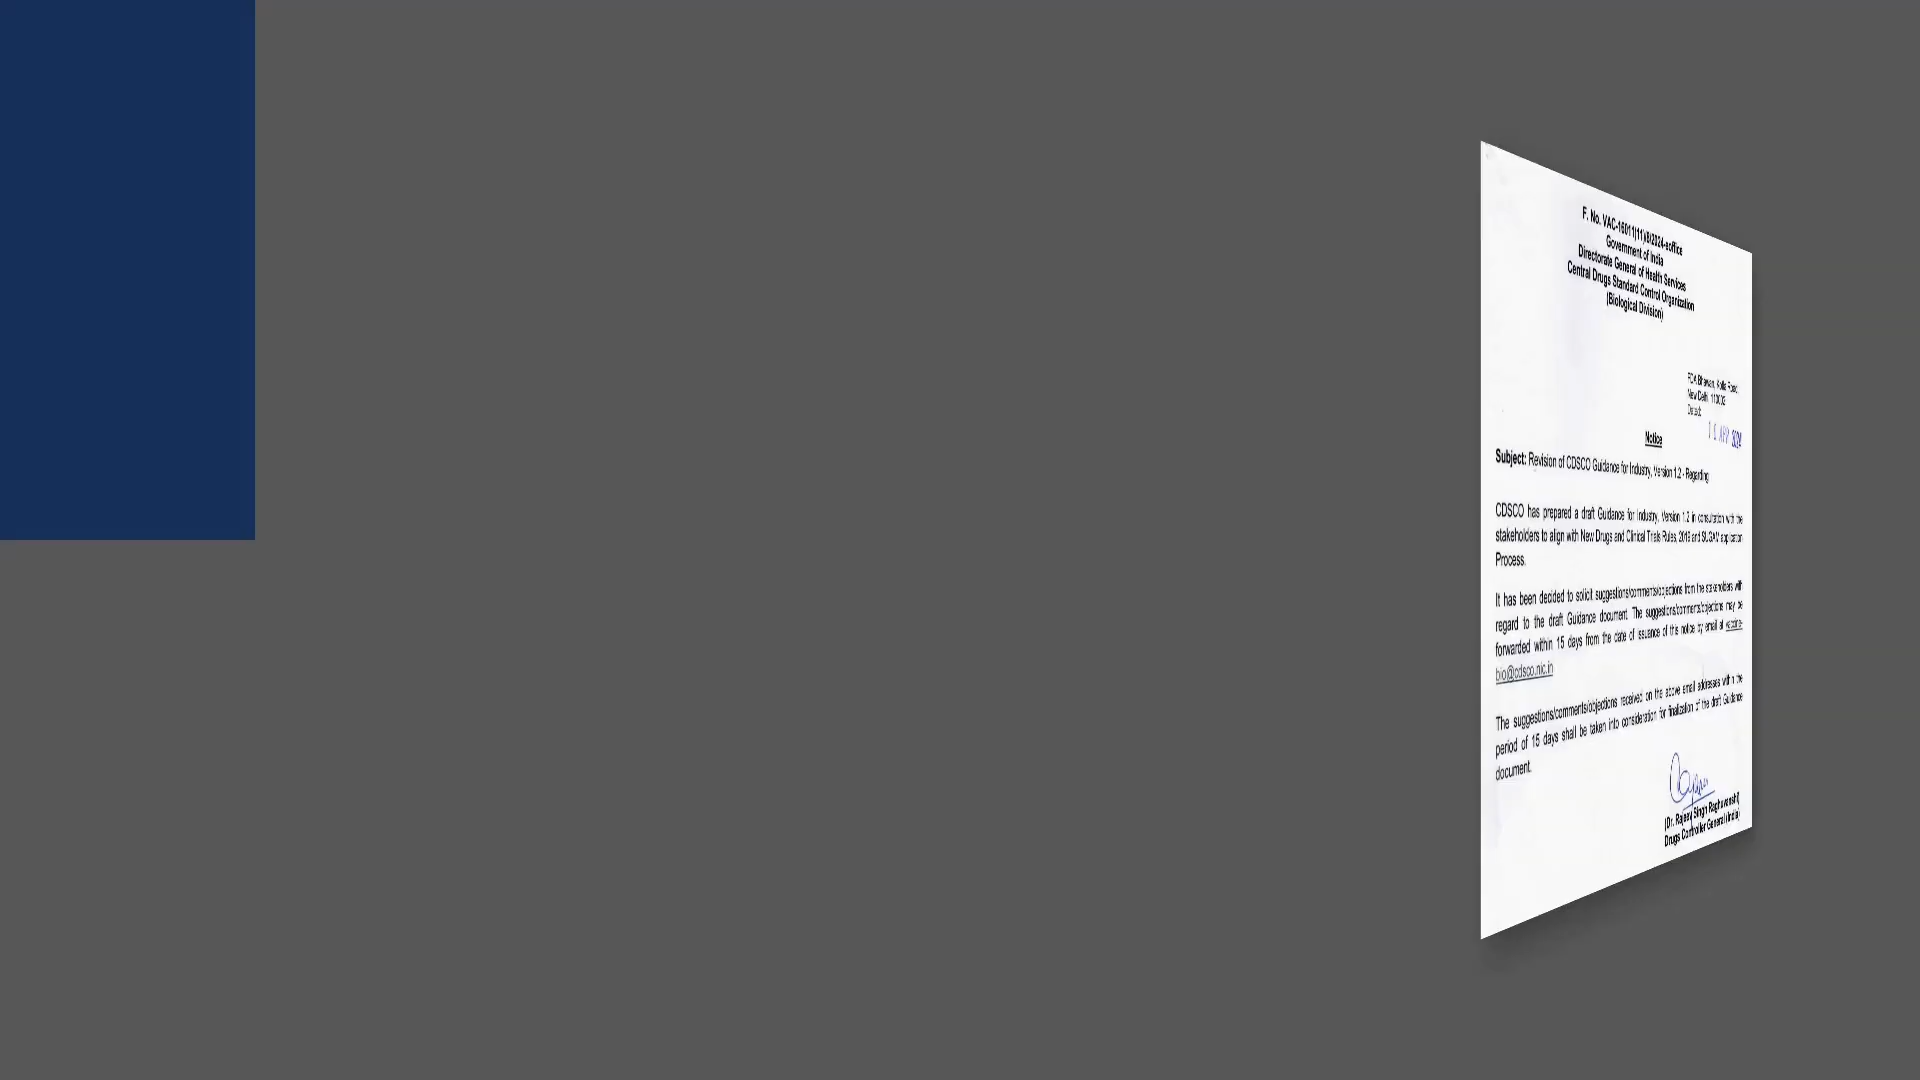 F. No. VAC-16011(11)/8/2024-eoffice
Government of India
Directorate General of Health Services
Central Drugs Standard Control Organization
(Biological Division)
FDA Bhawan, Kotla Road,
New Delhi, 110002
Dated:
Notice
Subject: Revision of CDSCO Guidance for Industry, Version 1.2 - Regarding
CDSCO has prepared a draft Guidance for Industry, Version 1.2 in consultation with the
stakeholders to align with New Drugs and Clinical Trials Rules, 2019 and SUGAM application
Process.
It has been decided to solicit suggestions/comments/objections from the stakeholders with
regard to the draft Guidance document. The suggestions/comments/objections may be
forwarded within 15 days from the date of issuance of this notice by email at vaccine-
bio@cdsco.nic.in
The suggestions/comments/objections received on the above email addresses within the
period of 15 days shall be taken into consideration for finalization of the draft Guidance
document.
(Dr. Rajeev Singh Raghuvanshi)
Drugs Controller General (India)